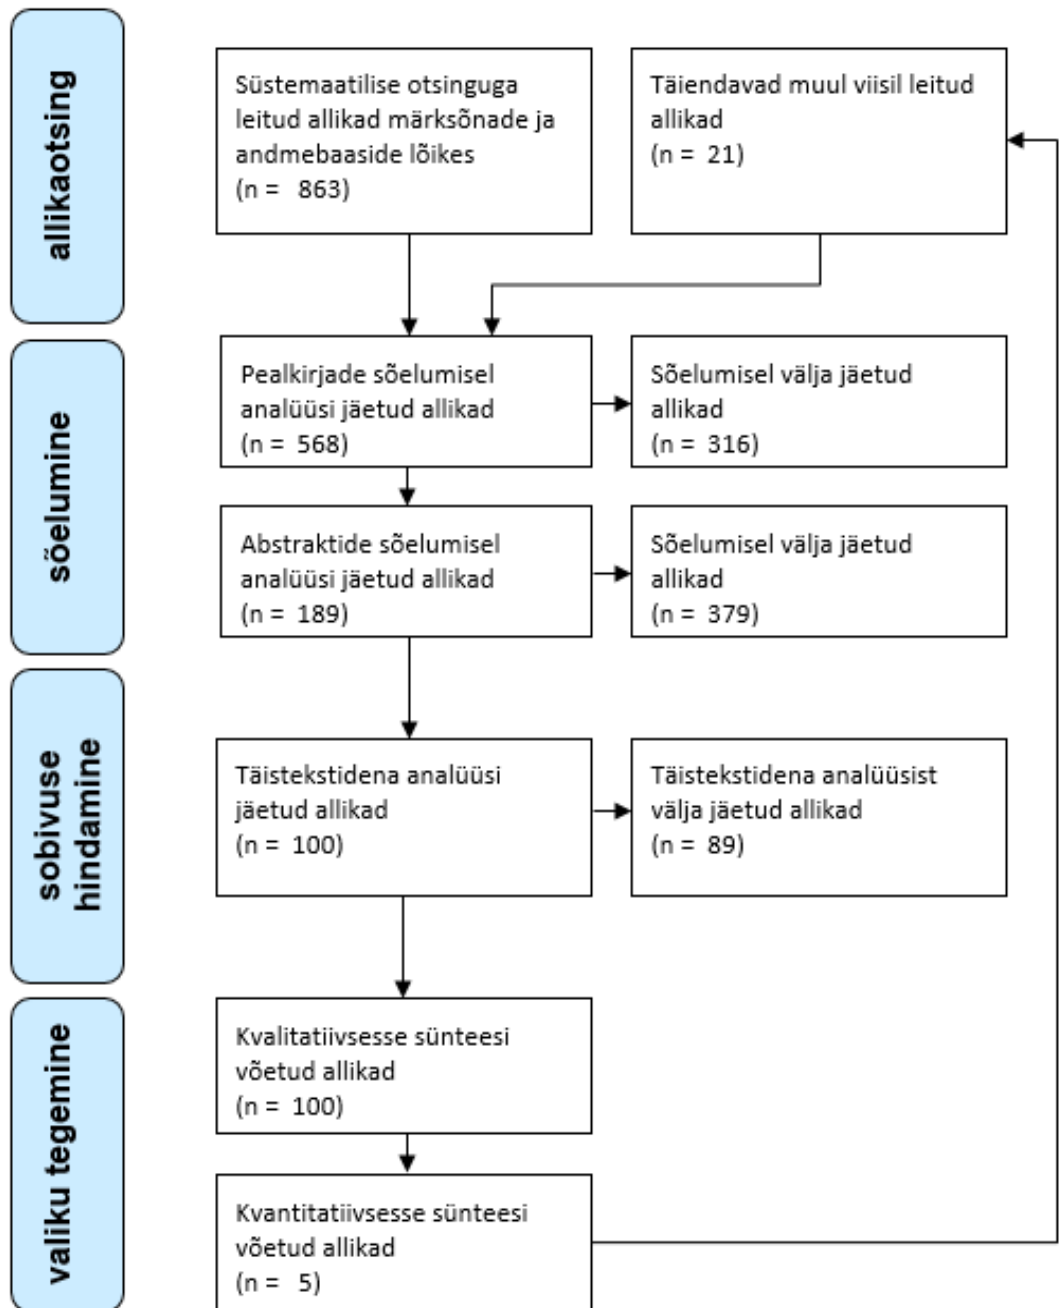 allikaotsing
Süstemaatilise otsinguga
leitud allikad märksõnade ja
andmebaaside lõikes
(n = 863)
Täiendavad muul viisil leitud
allikad
(n = 21)
sõelumine
Pealkirjade sõelumisel
analüüsi jäetud allikad
(n = 568)
Sõelumisel välja jäetud
allikad
(n = 316)
Abstraktide sõelumisel
analüüsi jäetud allikad
(n = 189)
Sõelumisel välja jäetud
allikad
(n = 379)
sobivuse
hindamine
Täistekstidena analüüsi
jäetud allikad
(n = 100)
Täistekstidena analüüsist
välja jäetud allikad
(n = 89)
valiku tegemine
Kvalitatiivsesse sünteesi
võetud allikad
(n = 100)
Kvantitatiivsesse sünteesi
võetud allikad
(n = 5)